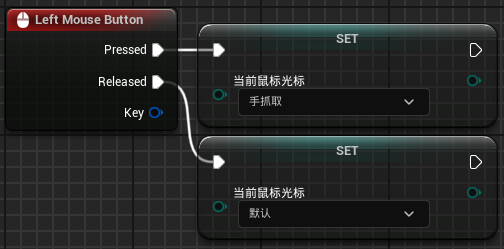 Left Mouse Button
Pressed
Released
Key
SET
当前鼠标光标
手抓取
SET
当前鼠标光标
默认